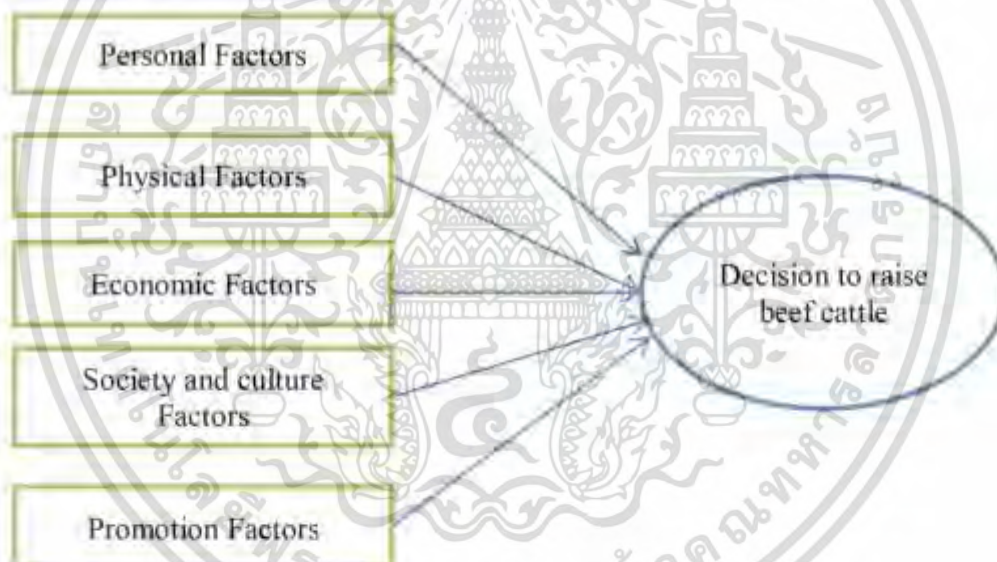 Personal Factors
Physical Factors
Economic Factors
Society and culture
Factors
Promotion Factors
Decision to raise
beef cattle